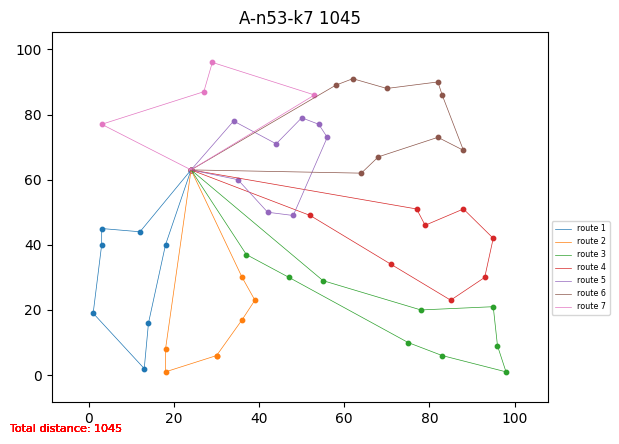 A-n53-k7 1045
100
80
60
40
20
0
0 20 40 60 80 100
route 1
route 2
route 3
route 4
route 5
route 6
route 7
Total distance: 1045